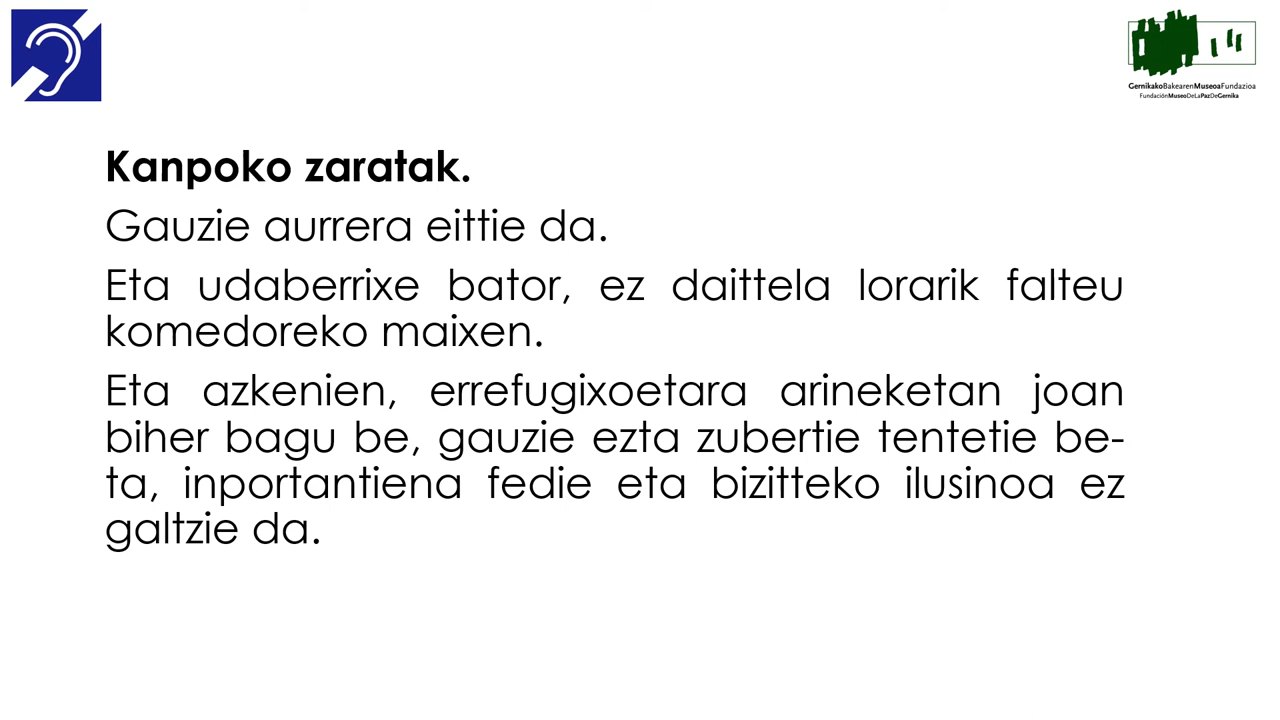 GernikakoBakearenMuseoaFundazioa
FundaciónMuseoDeLaPazDeGernika
Kanpoko zaratak.
Gauzie aurrera eittie da.
Eta udaberrixe bator, ez daittela lorarik falteu
komedoreko maixen.
Eta azkenien, errefugixoetara arineketan joan
biher bagu be, gauzie ezta zubertie tentetie be-
ta, inportantiena fedie eta bizitteko ilusinoa ez
galtzie da.